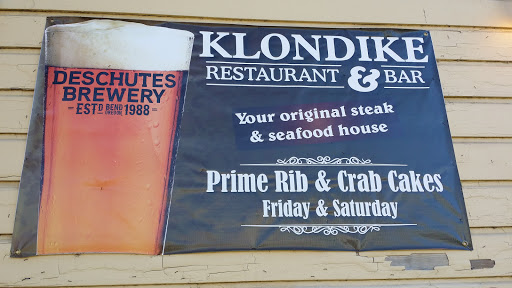 DESCHUTES
BREWERY
ESTD BEND OREGON 1988
KLONDIKE
RESTAURANT & BAR
Your original steak
& seafood house
Prime Rib & Crab Cakes
Friday & Saturday